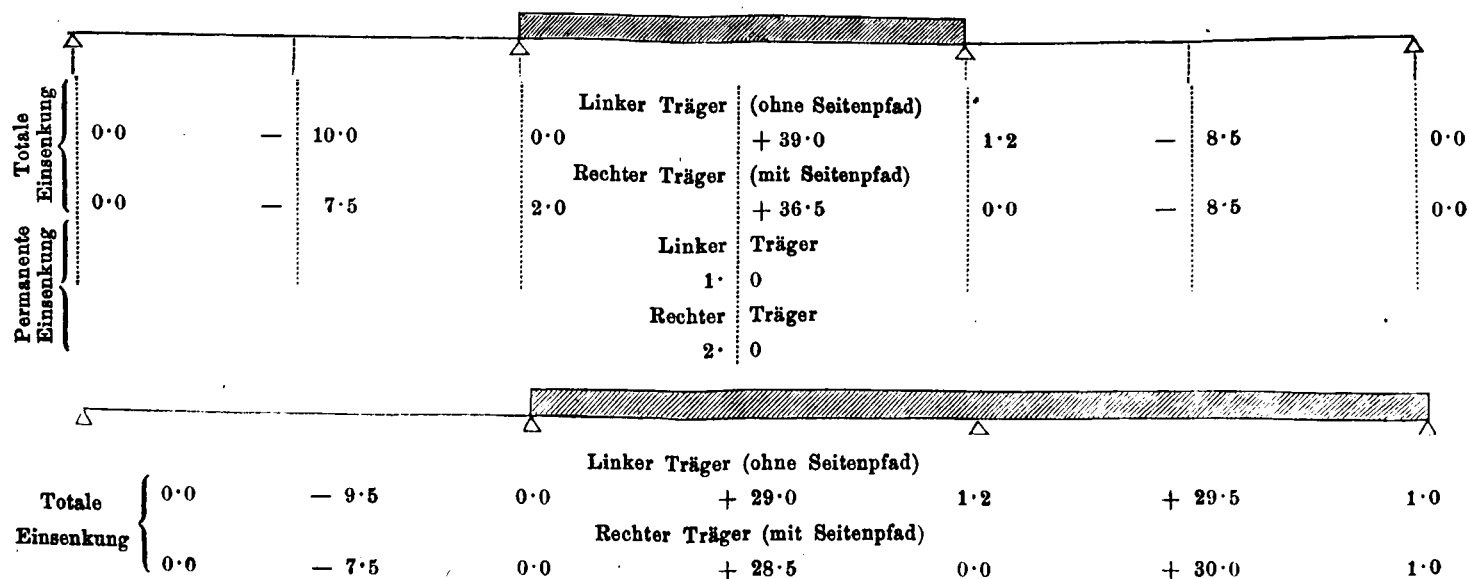 Totale
Einsenkung
Linker Träger (ohne Seitenpfad)
0·0 — 10·0 0·0 + 39·0 1·2 — 8·5 0·0
Rechter Träger (mit Seitenpfad)
0·0 — 7·5 2·0 + 36·5 0·0 — 8·5 0·0
Permanente
Einsenkung
Linker Träger
1· 0
Rechter Träger
2· 0
Linker Träger (ohne Seitenpfad)
Totale
Einsenkung
0·0 — 9·5 0·0 + 29·0 1·2 + 29·5 1·0
Rechter Träger (mit Seitenpfad)
0·0 — 7·5 0·0 + 28·5 0·0 + 30·0 1·0